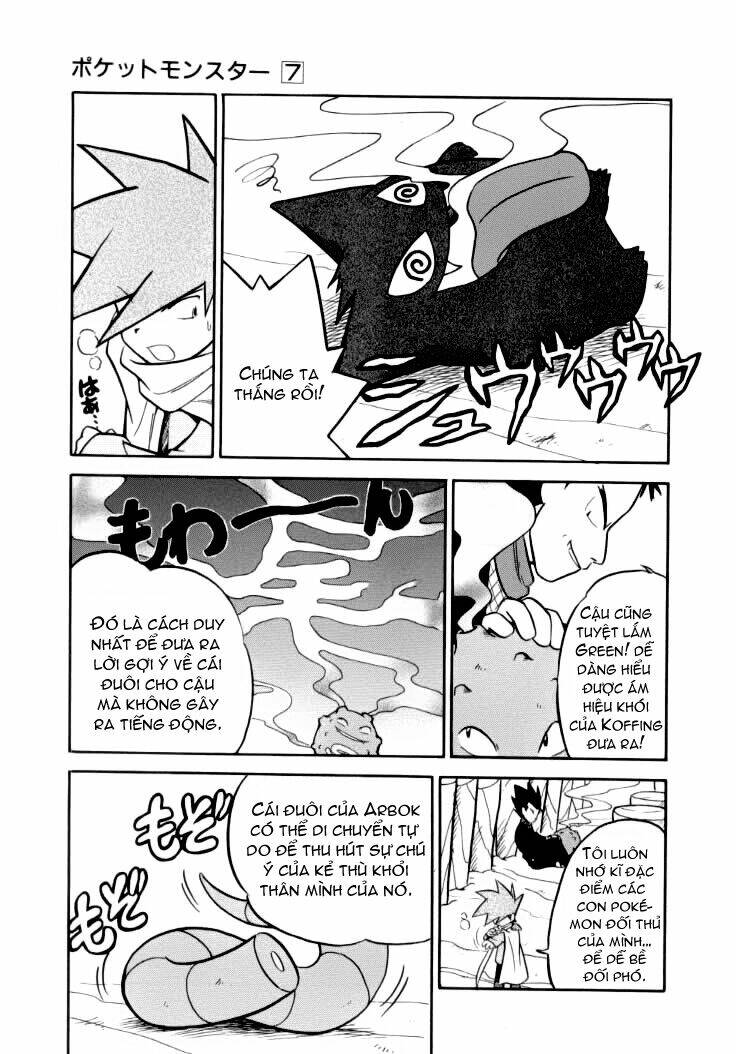 ポケットモンスター 7
はぁ…
CHÚNG TA
THẮNG RỒI!
シュウウウウウ
もわーーん
CẬU CŨNG
TUYỆT LẮM
GREEN! DỄ
DÀNG HIỂU
ĐƯỢC ÁM
HIỆU KHÓI
CỦA KOFFING
ĐƯA RA!
ĐÓ LÀ CÁCH DUY
NHẤT ĐỂ ĐƯA RA
LỜI GỢI Ý VỀ CÁI
ĐUÔI CHO CẬU
MÀ KHÔNG GÂY
RA TIẾNG ĐỘNG.
CÁI ĐUÔI CỦA ARBOK
CÓ THỂ DI CHUYỂN TỰ
DO ĐỂ THU HÚT SỰ CHÚ
Ý CỦA KẺ THÙ KHỎI
THÂN MÌNH CỦA NÓ.
もぞ
もぞ
TÔI LUÔN
NHỚ KĨ ĐẶC
ĐIỂM CÁC
CON POKÉ-
MON ĐỐI THỦ
CỦA MÌNH...
ĐỂ DỄ BỀ
ĐỐI PHÓ.